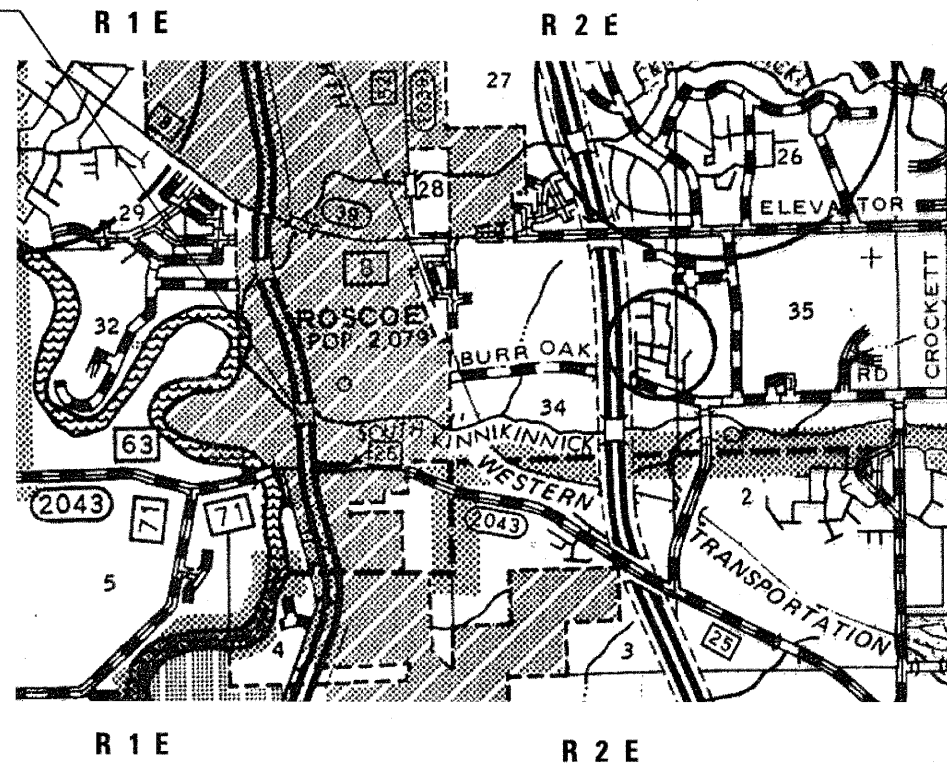 R 1 E
R 2 E
27
26
28
29
39
ELEVATOR
8
35
CROCKETT
32
ROSCOE
POP 2,079
BURR OAK
RD
34
SOUTH KINNIKINNICK
26
63
WESTERN
2
2043
71
71
2043
TRANSPORTATION
5
4
3
25
R 1 E
R 2 E